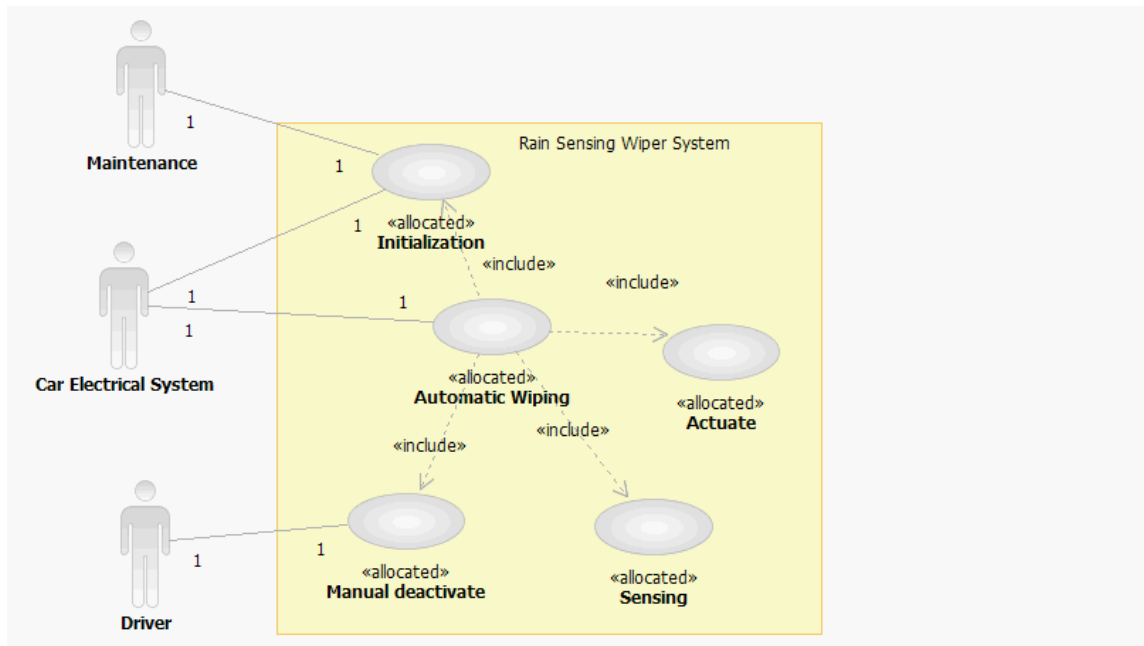 Rain Sensing Wiper System
1
Maintenance
1
«allocated»
Initialization
1
«include»
«include»
1
1
1
Car Electrical System
«allocated»
Automatic Wiping
«allocated»
Actuate
«include»
«include»
1
1
«allocated»
Manual deactivate
«allocated»
Sensing
Driver